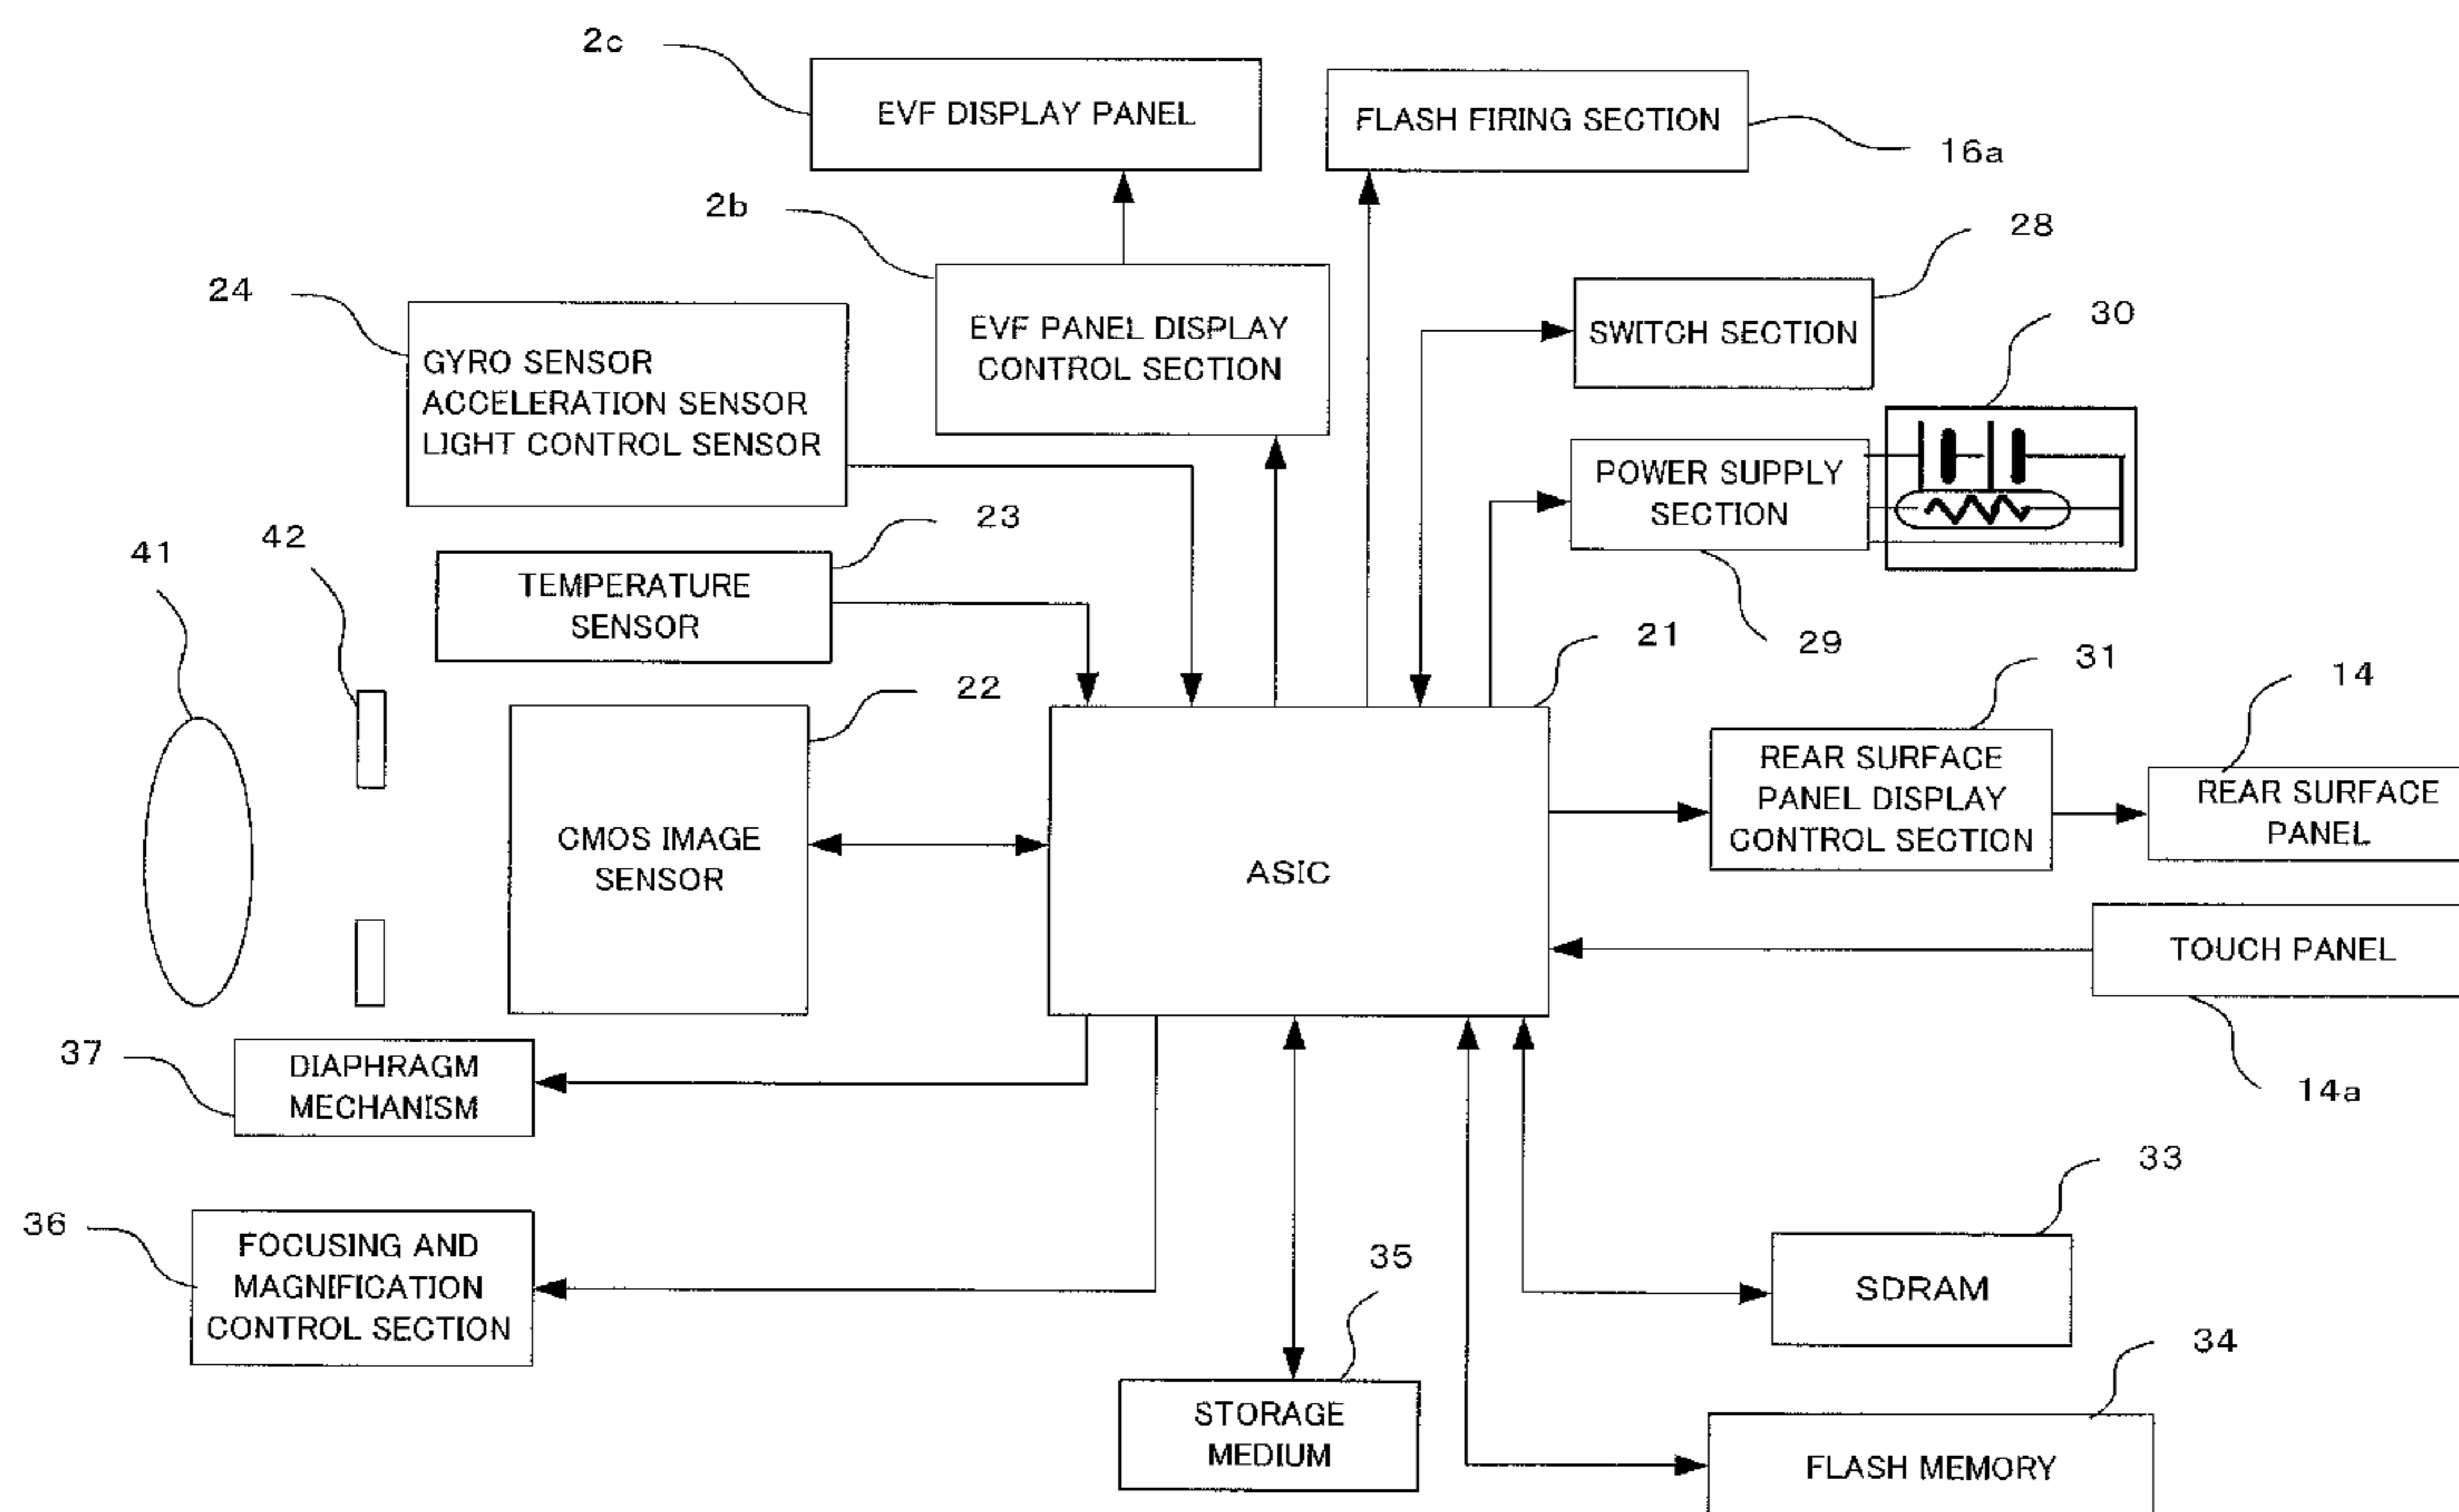 2c
EVF DISPLAY PANEL
FLASH FIRING SECTION
16a
2b
EVF PANEL DISPLAY
CONTROL SECTION
28
SWITCH SECTION
24
GYRO SENSOR
ACCELERATION SENSOR
LIGHT CONTROL SENSOR
30
POWER SUPPLY
SECTION
29
23
TEMPERATURE
SENSOR
41
42
22
CMOS IMAGE
SENSOR
21
ASIC
31
REAR SURFACE
PANEL DISPLAY
CONTROL SECTION
14
REAR SURFACE
PANEL
TOUCH PANEL
14a
37
DIAPHRAGM
MECHANISM
36
FOCUSING AND
MAGNIFICATION
CONTROL SECTION
35
STORAGE
MEDIUM
33
SDRAM
34
FLASH MEMORY